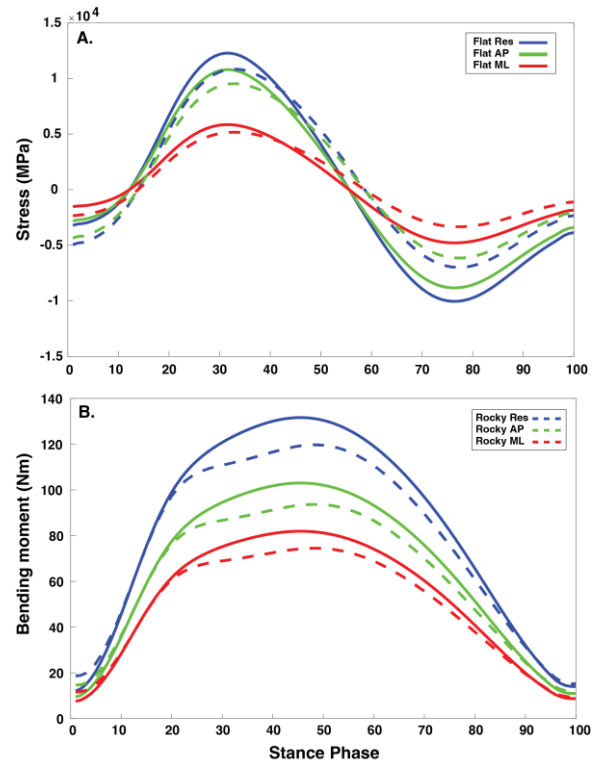 1.5
× 10⁴
A.
Flat Res
Flat AP
Flat ML
1
0.5
0
-0.5
-1
-1.5
Stress (MPa)
0 10 20 30 40 50 60 70 80 90 100
140
B.
Rocky Res
Rocky AP
Rocky ML
120
100
80
60
40
20
0
Bending moment (Nm)
0 10 20 30 40 50 60 70 80 90 100
Stance Phase